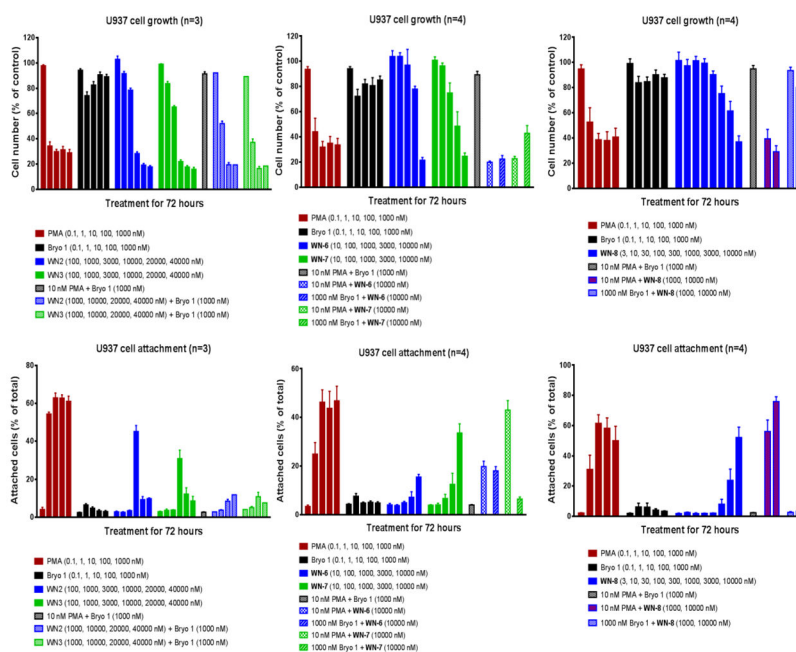 U937 cell growth (n=3)
Cell number (% of control)
120
100
80
60
40
20
0
Treatment for 72 hours
PMA (0.1, 1, 10, 100, 1000 nM)
Bryo 1 (0.1, 1, 10, 100, 1000 nM)
WN2 (100, 1000, 3000, 10000, 20000, 40000 nM)
WN3 (100, 1000, 3000, 10000, 20000, 40000 nM)
10 nM PMA + Bryo 1 (1000 nM)
WN2 (1000, 10000, 20000, 40000 nM) + Bryo 1 (1000 nM)
WN3 (1000, 10000, 20000, 40000 nM) + Bryo 1 (1000 nM)
U937 cell growth (n=4)
Cell number (% of control)
120
100
80
60
40
20
0
Treatment for 72 hours
PMA (0.1, 1, 10, 100, 1000 nM)
Bryo 1 (0.1, 1, 10, 100, 1000 nM)
WN-6 (10, 100, 1000, 3000, 10000 nM)
WN-7 (10, 100, 1000, 3000, 10000 nM)
10 nM PMA + Bryo 1 (1000 nM)
10 nM PMA + WN-6 (10000 nM)
1000 nM Bryo 1 + WN-6 (10000 nM)
10 nM PMA + WN-7 (10000 nM)
1000 nM Bryo 1 + WN-7 (10000 nM)
U937 cell growth (n=4)
Cell number (% of control)
120
100
80
60
40
20
0
Treatment for 72 hours
PMA (0.1, 1, 10, 100, 1000 nM)
Bryo 1 (0.1, 1, 10, 100, 1000 nM)
WN-8 (3, 10, 30, 100, 300, 1000, 3000, 10000 nM)
10 nM PMA + Bryo 1 (1000 nM)
10 nM PMA + WN-8 (1000, 10000 nM)
1000 nM Bryo 1 + WN-8 (1000, 10000 nM)
U937 cell attachment (n=3)
Attached cells (% of total)
80
60
40
20
0
Treatment for 72 hours
PMA (0.1, 1, 10, 100, 1000 nM)
Bryo 1 (0.1, 1, 10, 100, 1000 nM)
WN2 (100, 1000, 3000, 10000, 20000, 40000 nM)
WN3 (100, 1000, 3000, 10000, 20000, 40000 nM)
10 nM PMA + Bryo 1 (1000 nM)
WN2 (1000, 10000, 20000, 40000 nM) + Bryo 1 (1000 nM)
WN3 (1000, 10000, 20000, 40000 nM) + Bryo 1 (1000 nM)
U937 cell attachment (n=4)
Attached cells (% of total)
60
40
20
0
Treatment for 72 hours
PMA (0.1, 1, 10, 100, 1000 nM)
Bryo 1 (0.1, 1, 10, 100, 1000 nM)
WN-6 (10, 100, 1000, 3000, 10000 nM)
WN-7 (10, 100, 1000, 3000, 10000 nM)
10 nM PMA + Bryo 1 (1000 nM)
10 nM PMA + WN-6 (10000 nM)
1000 nM Bryo 1 + WN-6 (10000 nM)
10 nM PMA + WN-7 (10000 nM)
1000 nM Bryo 1 + WN-7 (10000 nM)
U937 cell attachment (n=4)
Attached cells (% of total)
100
80
60
40
20
0
Treatment for 72 hours
PMA (0.1, 1, 10, 100, 1000 nM)
Bryo 1 (0.1, 1, 10, 100, 1000 nM)
WN-8 (3, 10, 30, 100, 300, 1000, 3000, 10000 nM)
10 nM PMA + Bryo 1 (1000 nM)
10 nM PMA + WN-8 (1000, 10000 nM)
1000 nM Bryo 1 + WN-8 (1000, 10000 nM)